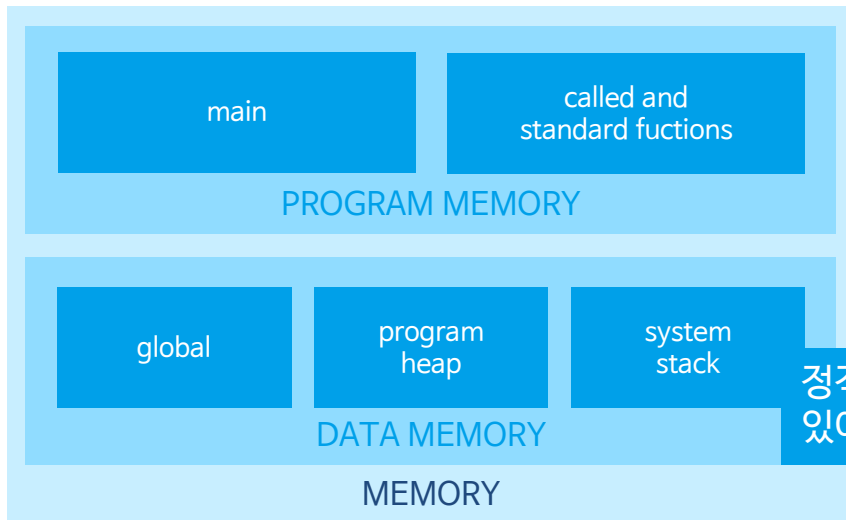 main
called and
standard fuctions
PROGRAM MEMORY
global
program
heap
system
stack
DATA MEMORY
MEMORY